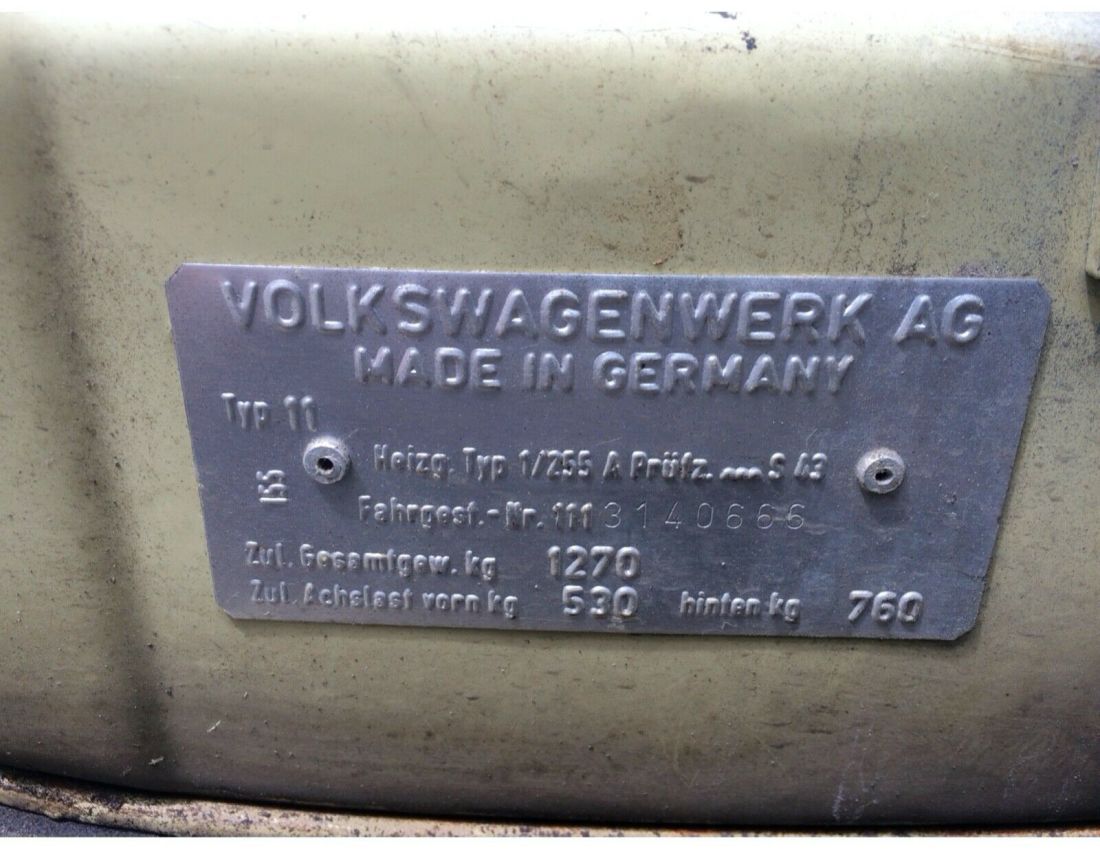 VOLKSWAGENWERK AG
MADE IN GERMANY
Typ 11
155
Heizg. Typ 1/255 A Prüfz. ~~~ S 43
Fahrgest.-Nr. 111 3140666
Zul. Gesamtgew. kg 1270
Zul. Achslast vorn kg 530 hinten kg 760